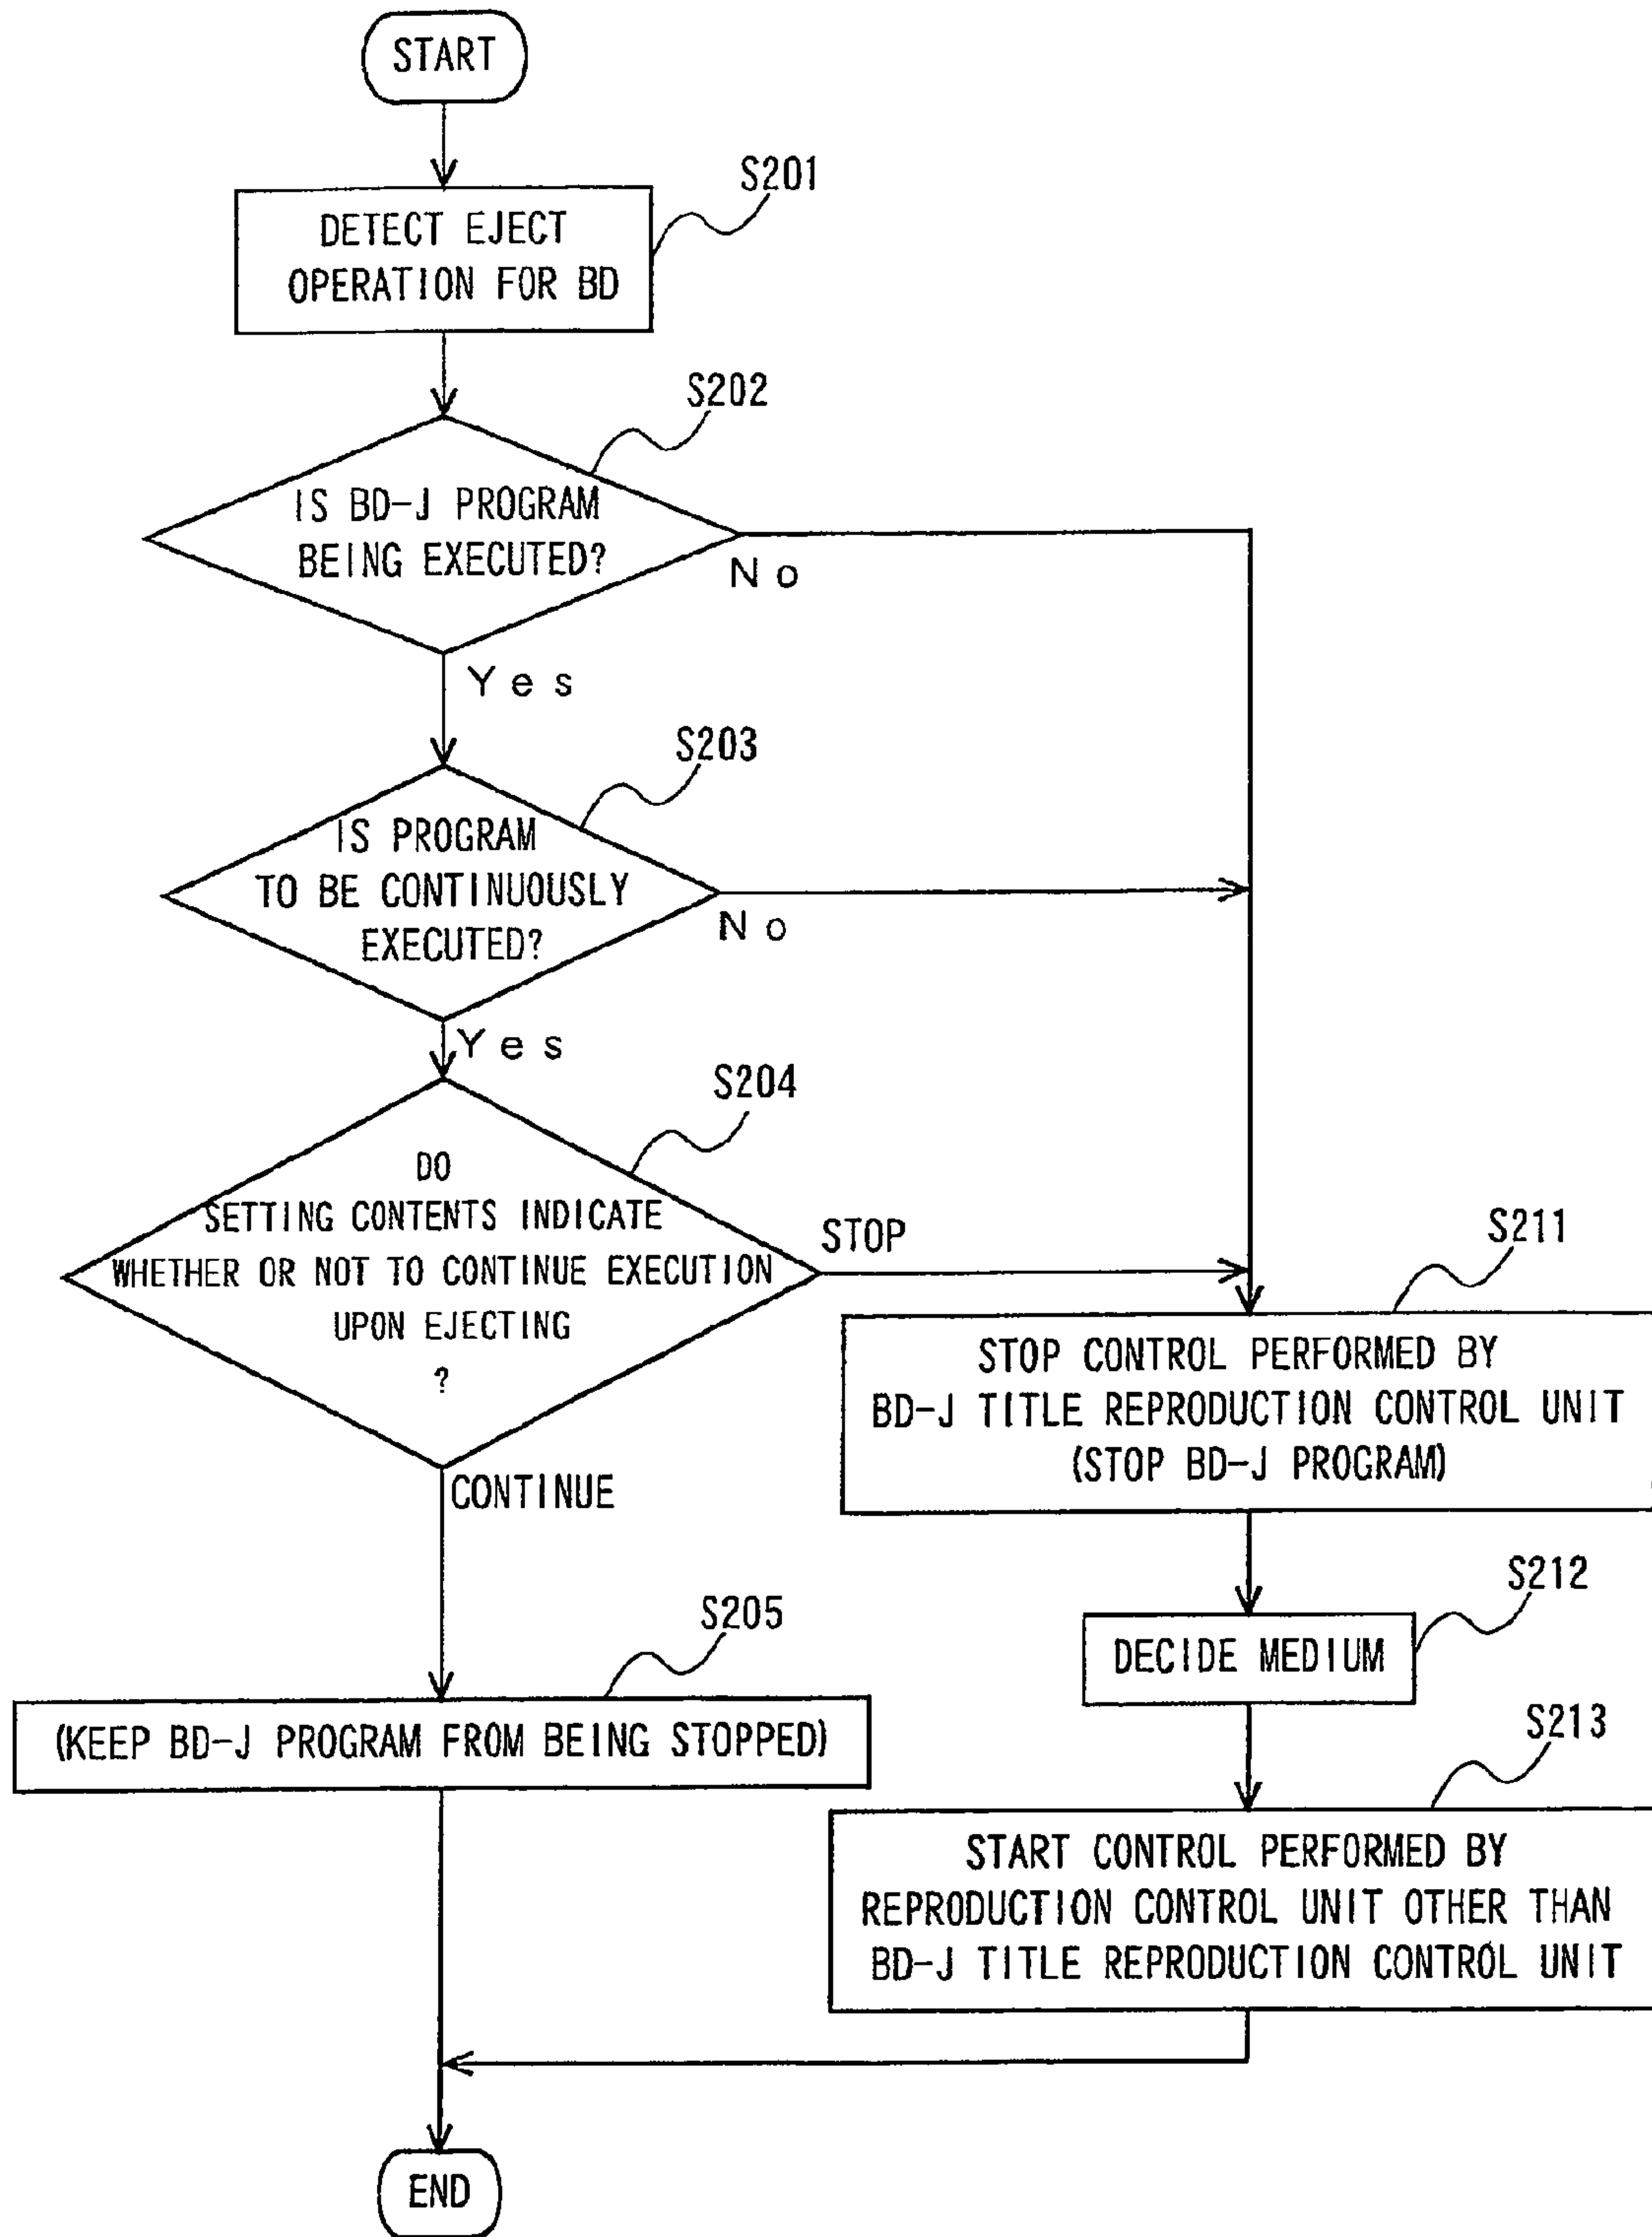 START
S201
DETECT EJECT
OPERATION FOR BD
S202
IS BD-J PROGRAM
BEING EXECUTED?
No
Yes
S203
IS PROGRAM
TO BE CONTINUOUSLY
EXECUTED?
No
Yes
S204
DO
SETTING CONTENTS INDICATE
WHETHER OR NOT TO CONTINUE EXECUTION
UPON EJECTING
?
STOP
CONTINUE
S205
(KEEP BD-J PROGRAM FROM BEING STOPPED)
S211
STOP CONTROL PERFORMED BY
BD-J TITLE REPRODUCTION CONTROL UNIT
(STOP BD-J PROGRAM)
S212
DECIDE MEDIUM
S213
START CONTROL PERFORMED BY
REPRODUCTION CONTROL UNIT OTHER THAN
BD-J TITLE REPRODUCTION CONTROL UNIT
END